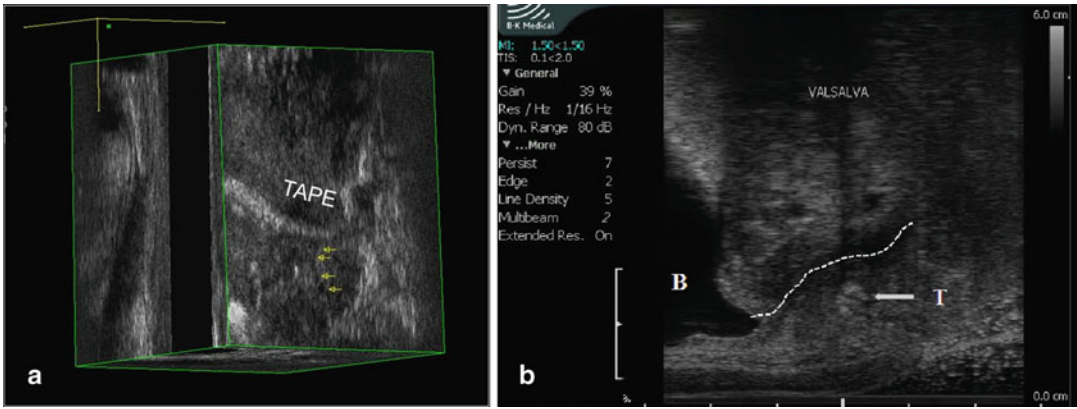 TAPE
a
B-K Medical
MI: 1.50<1.50
TIS: 0.1<2.0
▼ General
Gain 39 %
Res / Hz 1/16 Hz
Dyn. Range 80 dB
▼ ...More
Persist 7
Edge 2
Line Density 5
Multibeam 2
Extended Res. On
6.0 cm
VALSALVA
B
T
b
0.0 cm